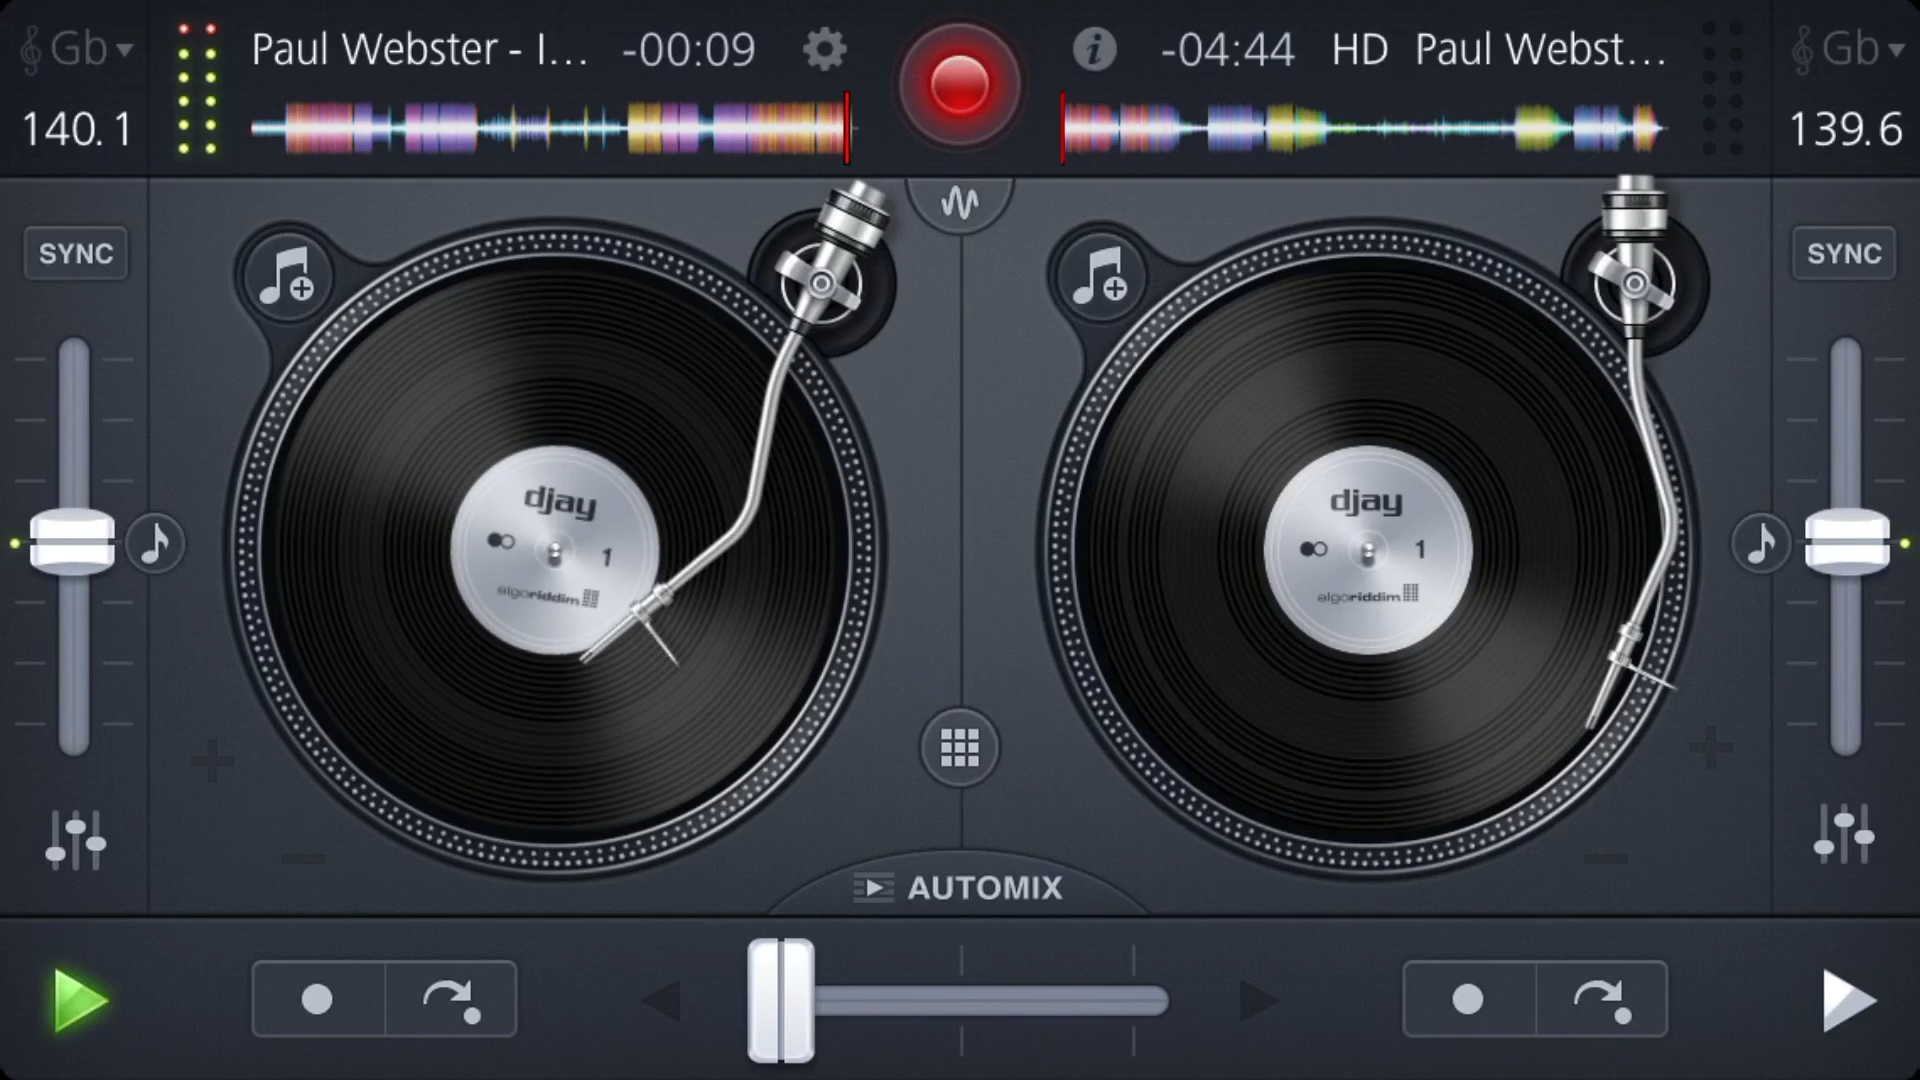 Gb Paul Webster - I... -00:09 -04:44 HD Paul Webst... Gb
140.1 139.6
SYNC SYNC
djay
1
algoriddim
djay
1
algoriddim
AUTOMIX